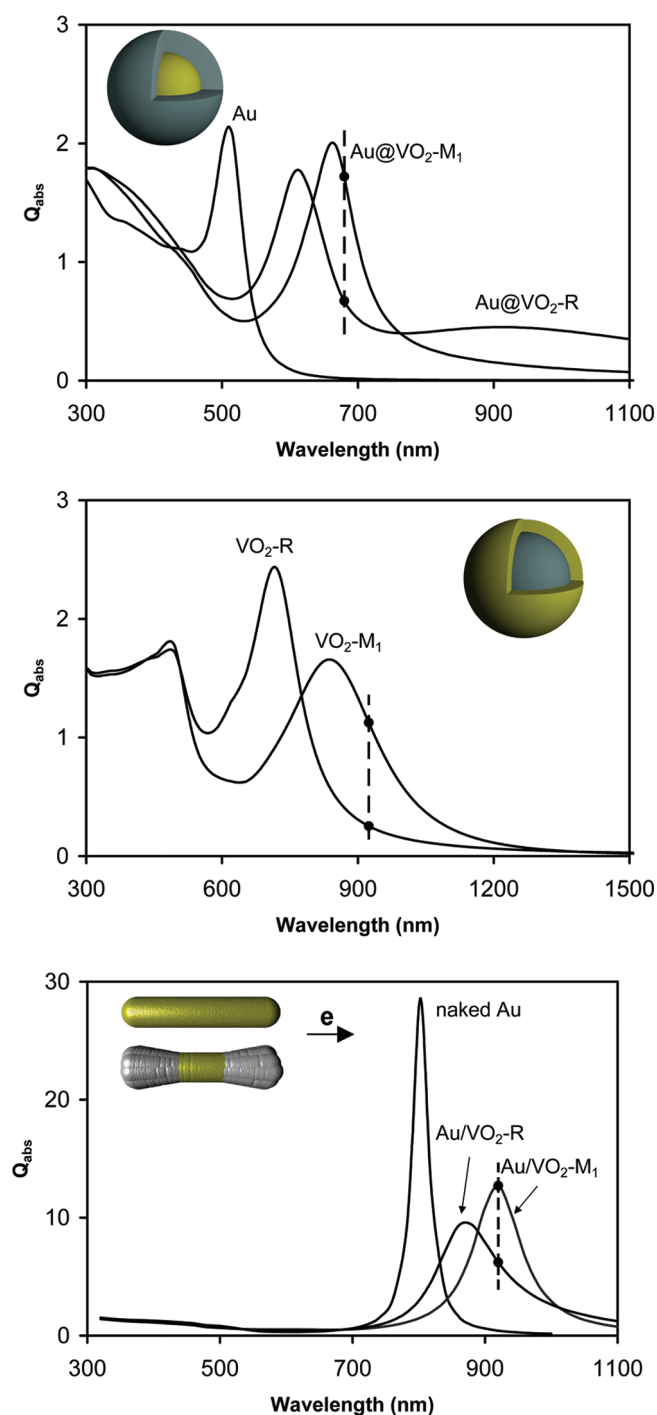 3
Au
2
Au@VO₂-M₁
Qabs
1
Au@VO₂-R
0
300 500 700 900 1100
Wavelength (nm)
3
VO₂-R
2
VO₂-M₁
Qabs
1
0
300 600 900 1200 1500
Wavelength (nm)
30
e
naked Au
20
Au/VO₂-R
Au/VO₂-M₁
Qabs
10
0
300 500 700 900 1100
Wavelength (nm)